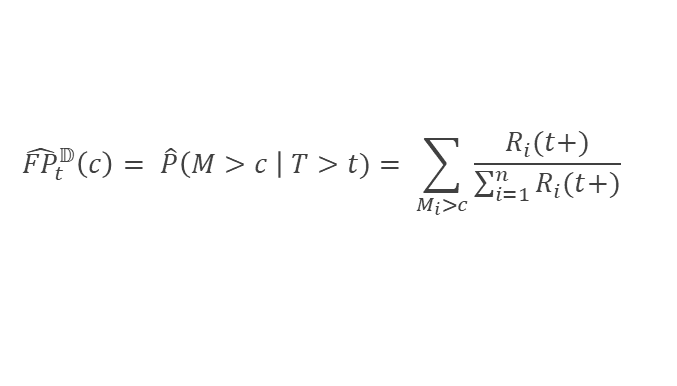 $\widehat{FP}_t^{\mathbb{D}}(c) = \hat{P}(M > c \mid T > t) = \sum_{M_i > c} \frac{R_i(t+)}{\sum_{i=1}^{n} R_i(t+)}$